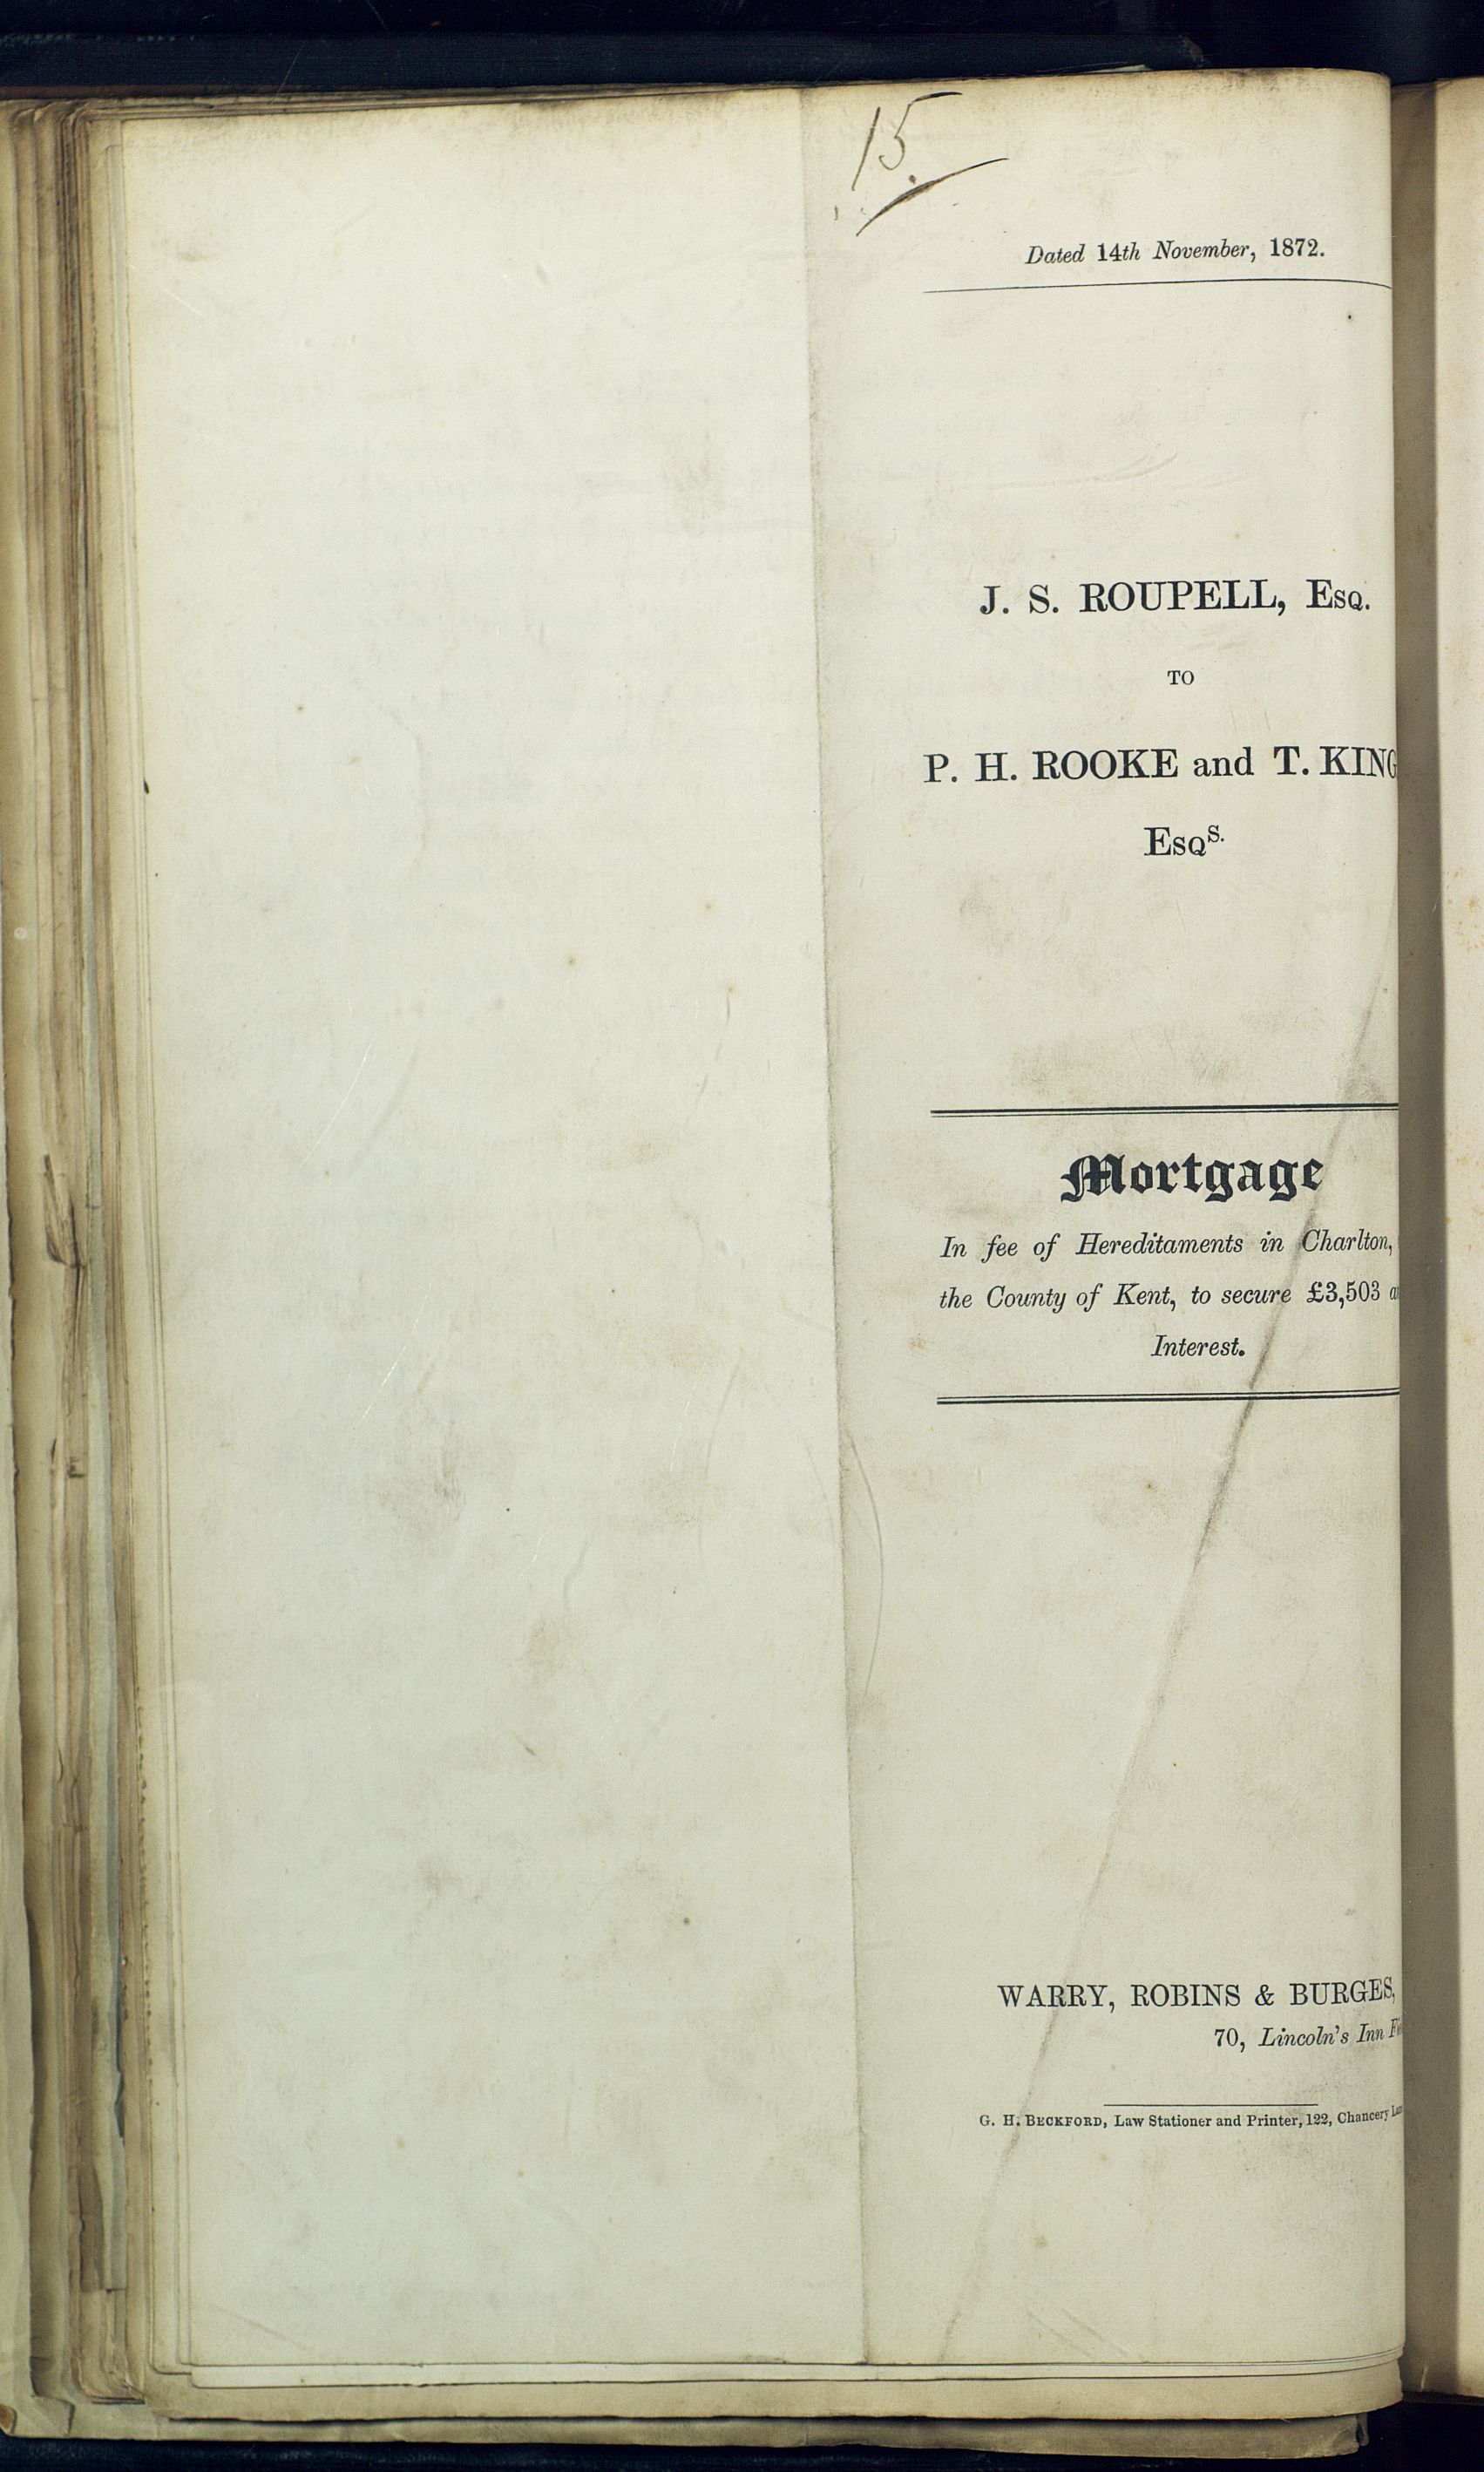 15.
Dated 14th November, 1872.
J. S. ROUPELL, Esq.
TO
P. H. ROOKE and T. KING
Esqs.
Mortgage
In fee of Hereditaments in Charlton,
the County of Kent, to secure £3,503
Interest.
WARRY, ROBINS & BURGES,
70, Lincoln's Inn
G. H. BECKFORD, Law Stationer and Printer, 122, Chancery